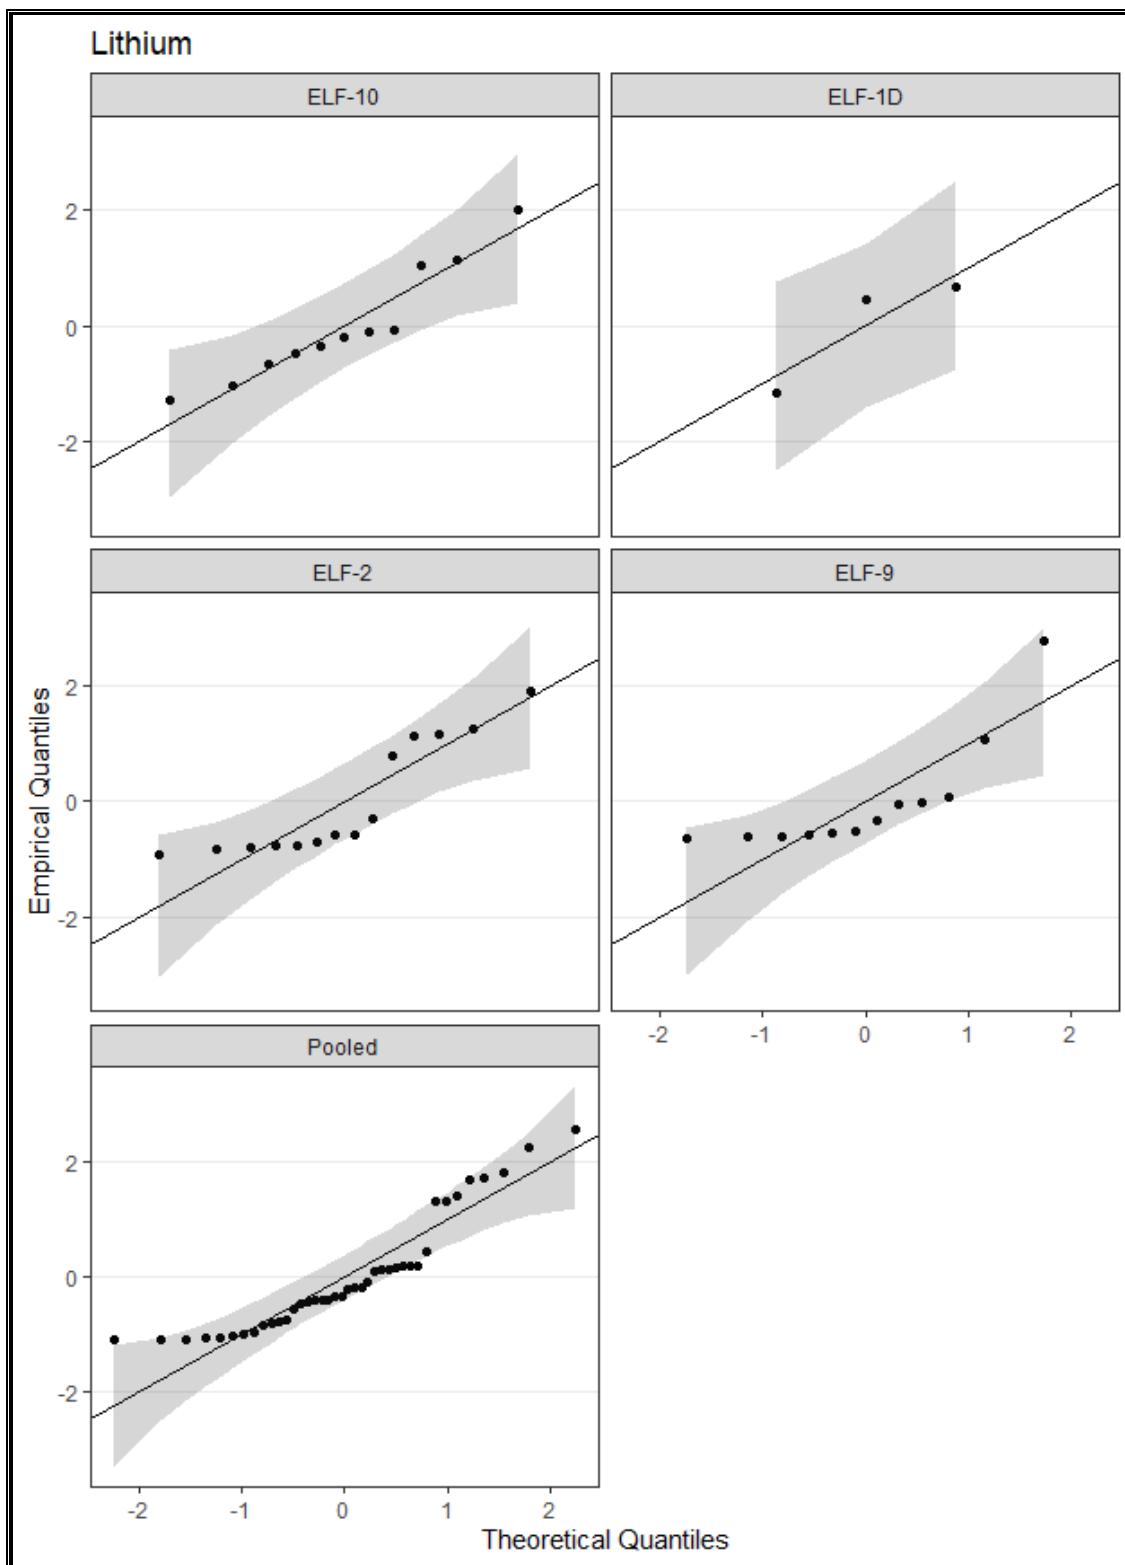 Lithium
ELF-10
ELF-1D
2
0
-2
ELF-2
ELF-9
2
0
-2
-2 -1 0 1 2
Pooled
2
0
-2
-2 -1 0 1 2
Empirical Quantiles
Theoretical Quantiles